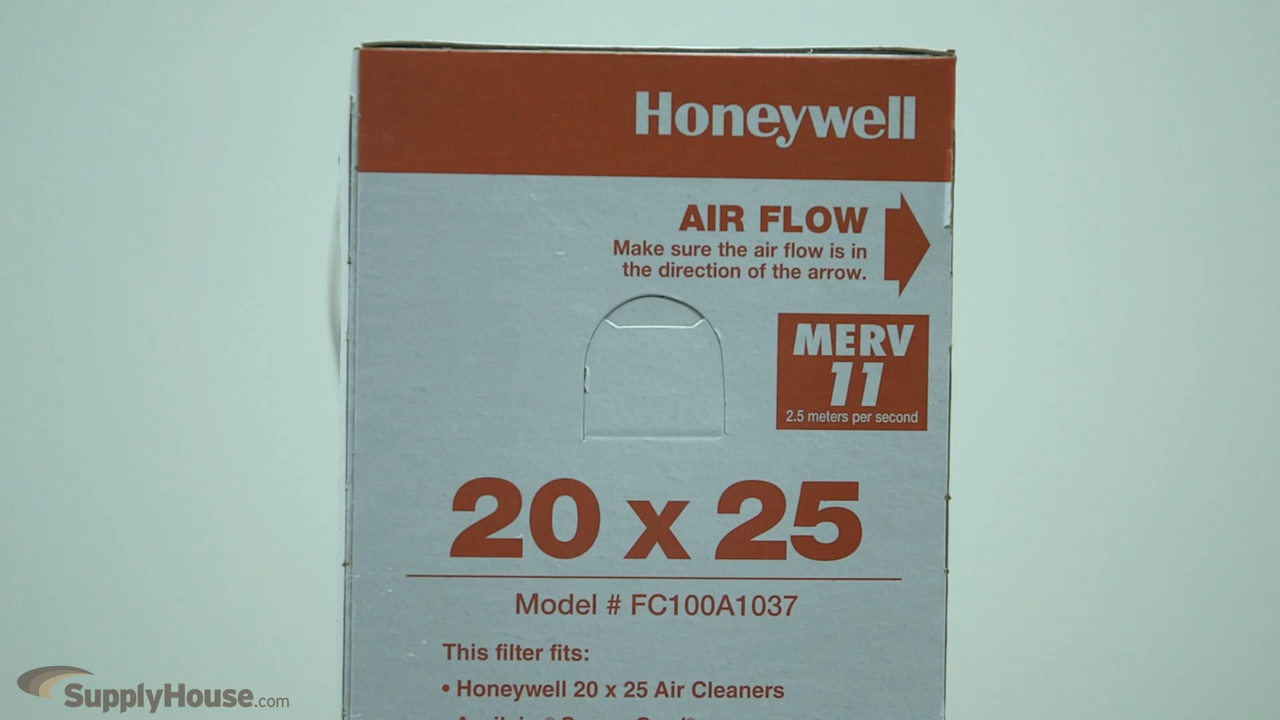 Honeywell
AIR FLOW
Make sure the air flow is in
the direction of the arrow.
MERV
11
2.5 meters per second
20 x 25
Model # FC100A1037
This filter fits:
• Honeywell 20 x 25 Air Cleaners
SupplyHouse.com